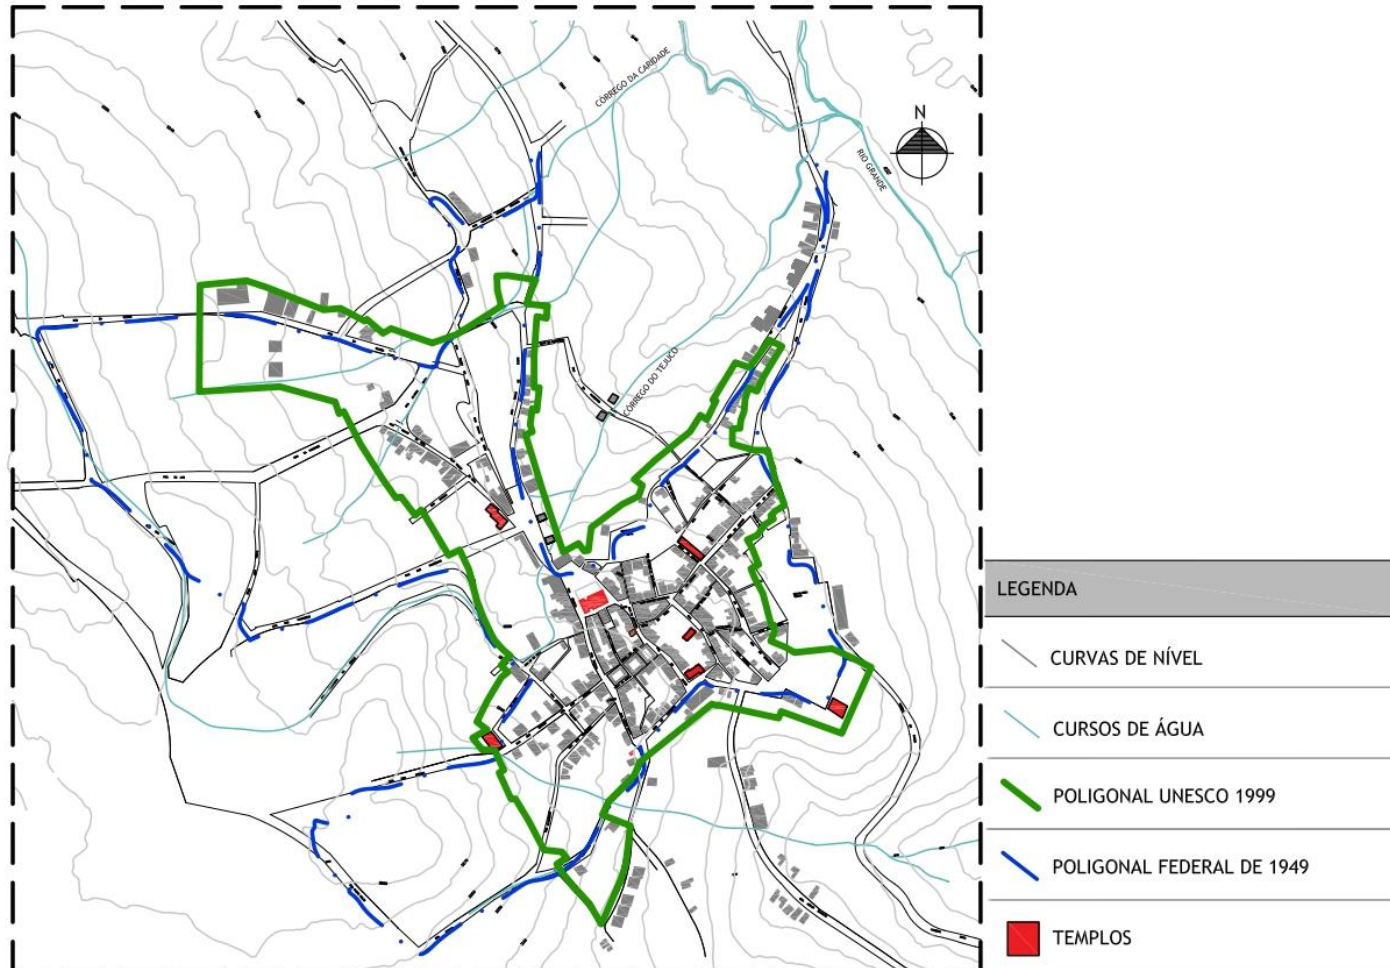 CÓRREGO DA CARIDADE
N
RIO GRANDE
CÓRREGO DO TEJUCO
LEGENDA
CURVAS DE NÍVEL
CURSOS DE ÁGUA
POLIGONAL UNESCO 1999
POLIGONAL FEDERAL DE 1949
TEMPLOS